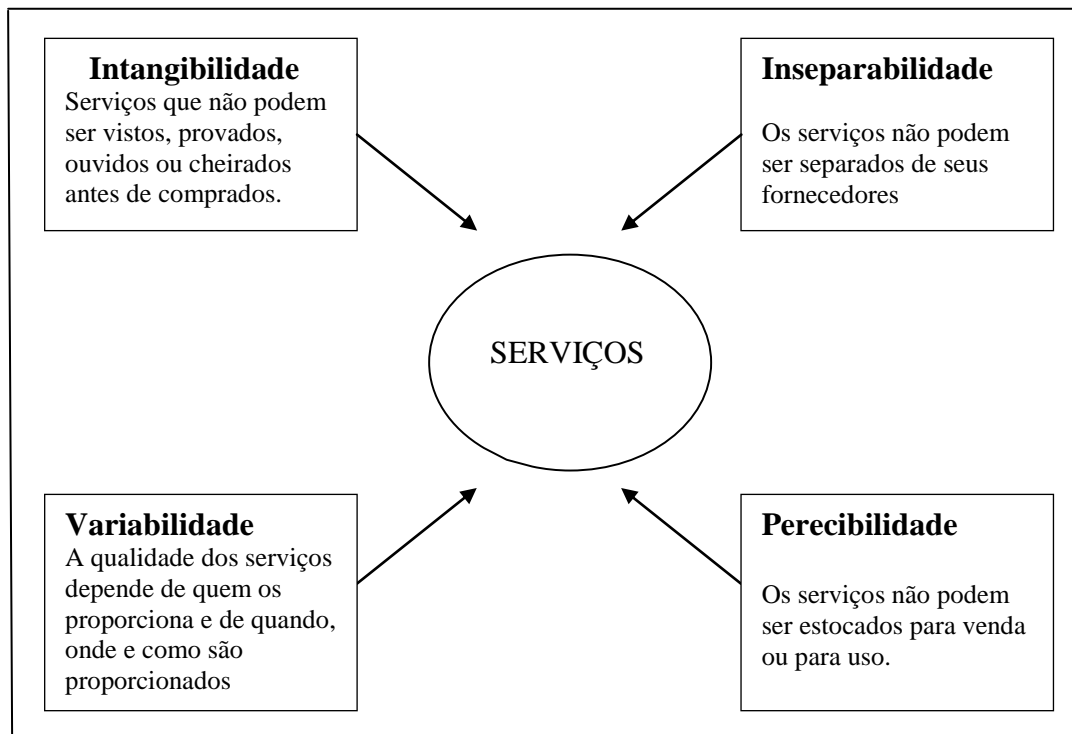 Intangibilidade
Serviços que não podem
ser vistos, provados,
ouvidos ou cheirados
antes de comprados.
Inseparabilidade
Os serviços não podem
ser separados de seus
fornecedores
SERVIÇOS
Variabilidade
A qualidade dos serviços
depende de quem os
proporciona e de quando,
onde e como são
proporcionados
Perecibilidade
Os serviços não podem
ser estocados para venda
ou para uso.